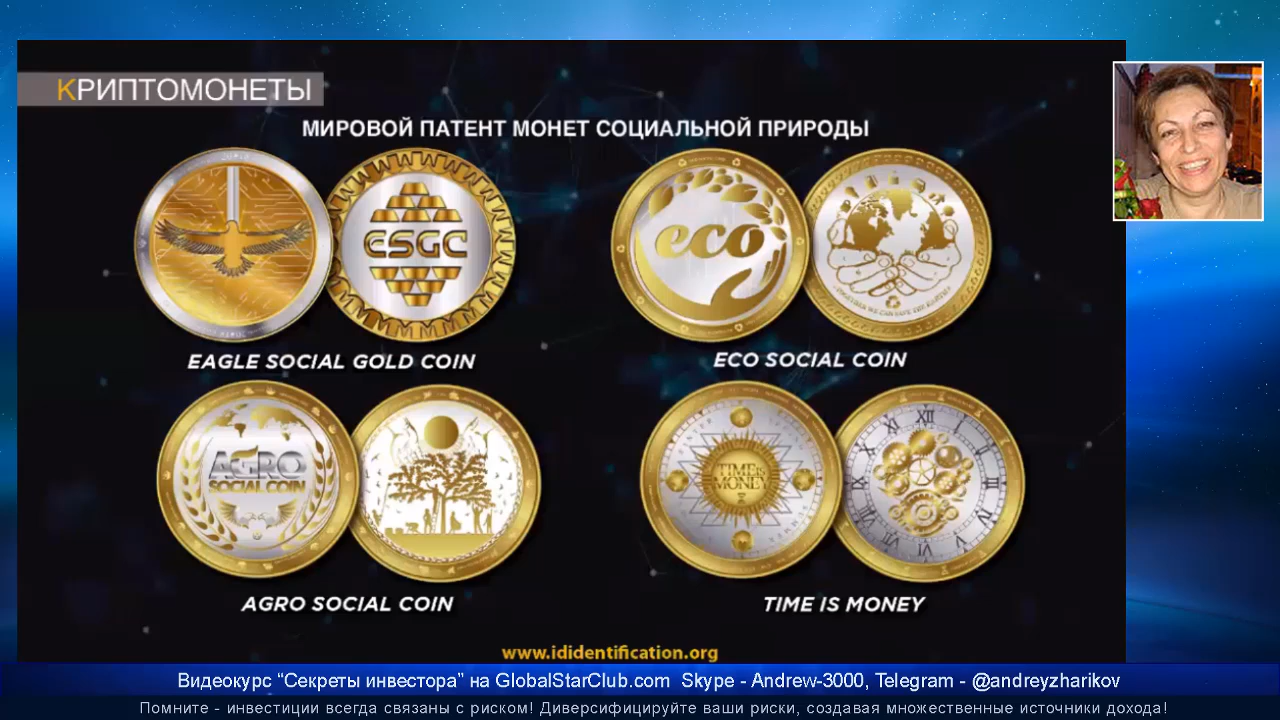 КРИПТОМОНЕТЫ
МИРОВОЙ ПАТЕНТ МОНЕТ СОЦИАЛЬНОЙ ПРИРОДЫ
ESGC
eco
EAGLE SOCIAL GOLD COIN
ECO SOCIAL COIN
AGRO
SOCIAL COIN
TIME IS
MONEY
XII
AGRO SOCIAL COIN
TIME IS MONEY
www.ididentification.org
Видеокурс “Секреты инвестора” на GlobalStarClub.com Skype - Andrew-3000, Telegram - @andreyzharikov
Помните - инвестиции всегда связаны с риском! Диверсифицируйте ваши риски, создавая множественные источники дохода!